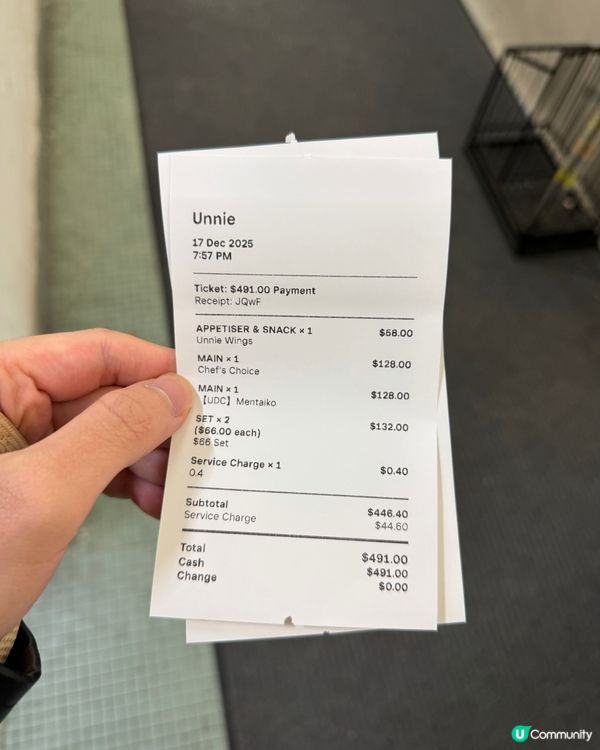 Unnie
17 Dec 2025
7:57 PM
Ticket: $491.00 Payment
Receipt: JQwF
APPETISER & SNACK × 1 $58.00
Unnie Wings
MAIN × 1 $128.00
Chef's Choice
MAIN × 1 $128.00
【UDC】Mentaiko
SET × 2 $132.00
($66.00 each)
$66 Set
Service Charge × 1 $0.40
0.4
Subtotal $446.40
Service Charge $44.60
Total $491.00
Cash $491.00
Change $0.00
U Community